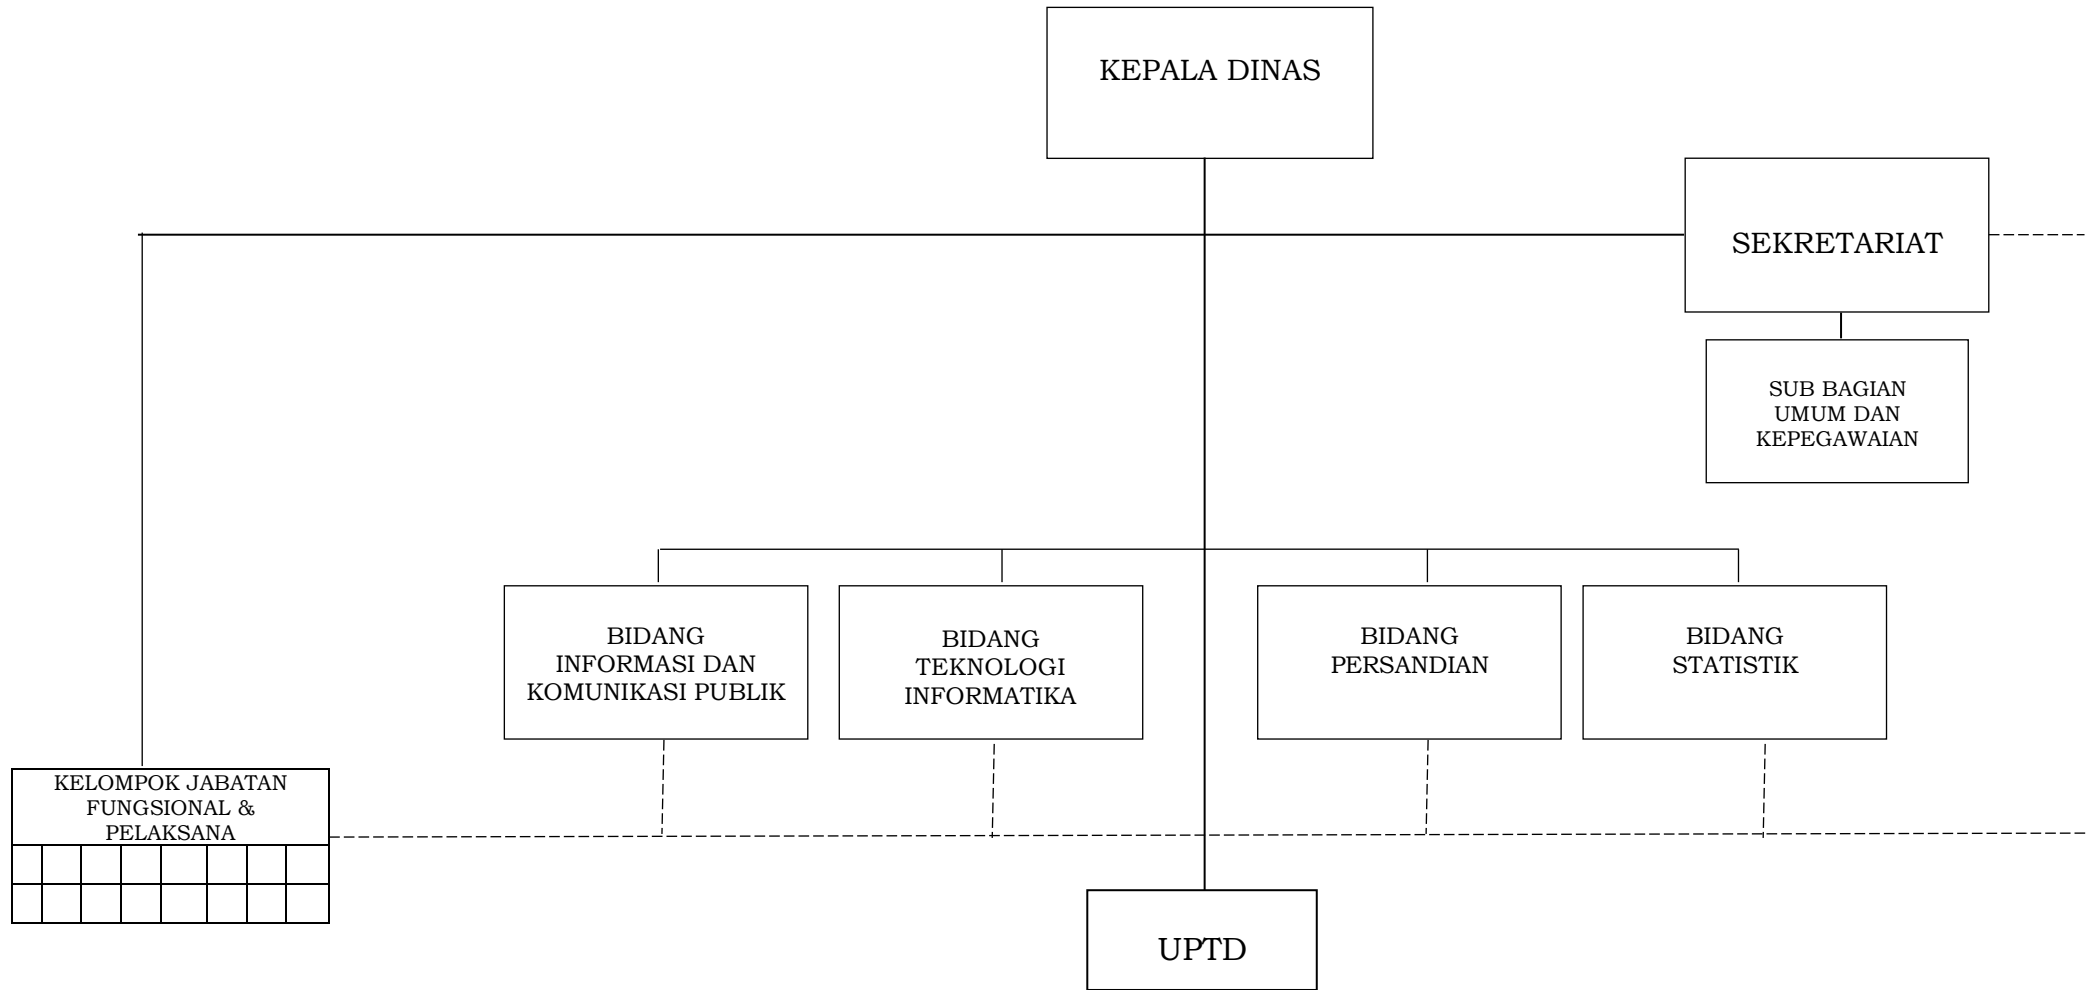 KEPALA DINAS
SEKRETARIAT
SUB BAGIAN
UMUM DAN
KEPEGAWAIAN
BIDANG
INFORMASI DAN
KOMUNIKASI PUBLIK
BIDANG
TEKNOLOGI
INFORMATIKA
BIDANG
PERSANDIAN
BIDANG
STATISTIK
KELOMPOK JABATAN
FUNGSIONAL &
PELAKSANA
UPTD